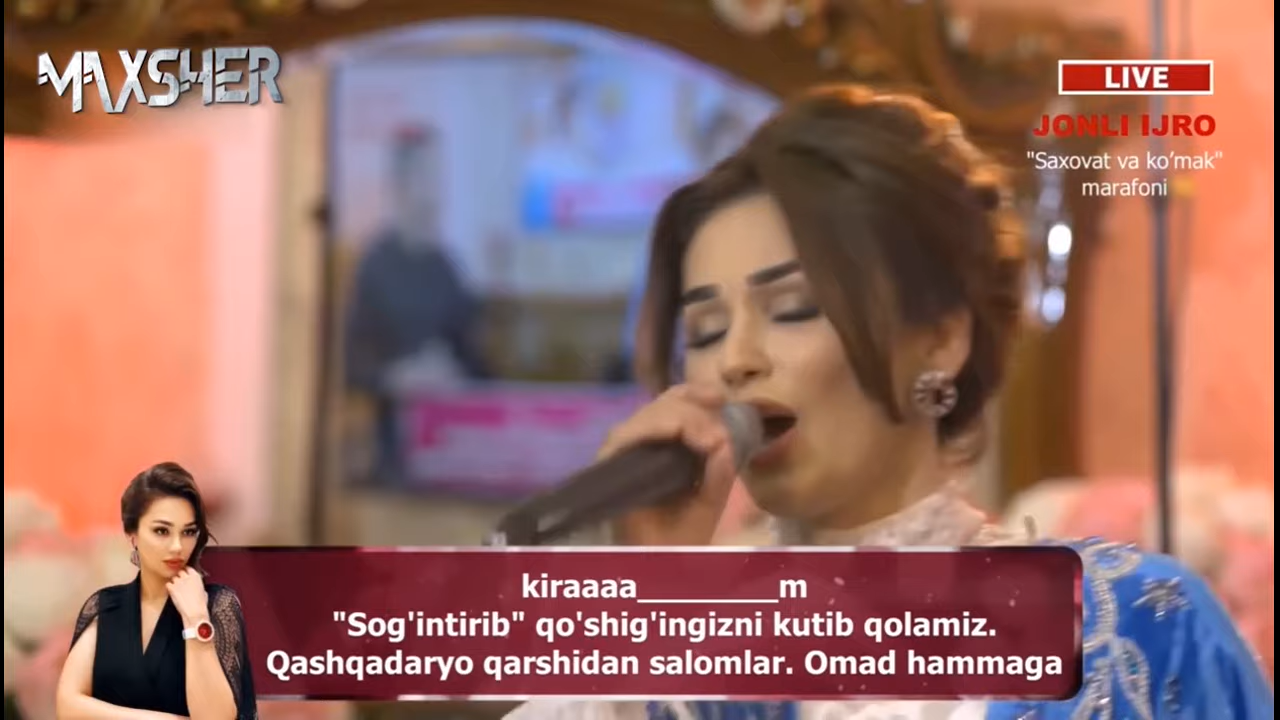 MAXSHER
LIVE
JONLI IJRO
"Saxovat va ko’mak"
marafoni
kiraaaa________m
"Sog'intirib" qo'shig'ingizni kutib qolamiz.
Qashqadaryo qarshidan salomlar. Omad hammaga